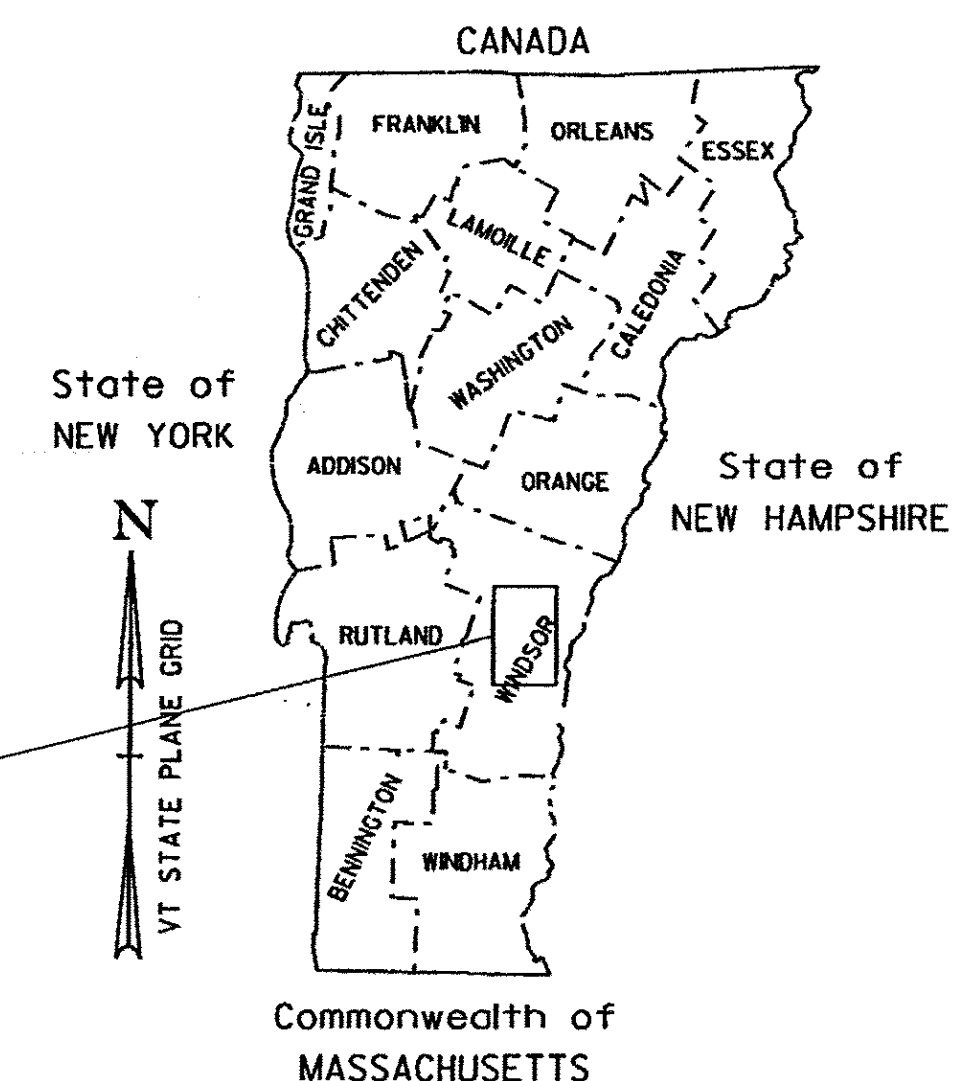 CANADA
FRANKLIN
ORLEANS
ESSEX
GRAND ISLE
LAMOILLE
CHITTENDEN
CALEDONIA
WASHINGTON
State of
NEW YORK
ADDISON
ORANGE
State of
NEW HAMPSHIRE
N
VT STATE PLANE GRID
RUTLAND
WINDSOR
BENNINGTON
WINDHAM
Commonwealth of
MASSACHUSETTS